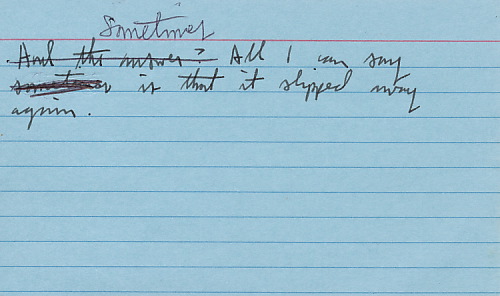 Sometimes
And the answer? All I can say
sometimes is that it slipped away
again.